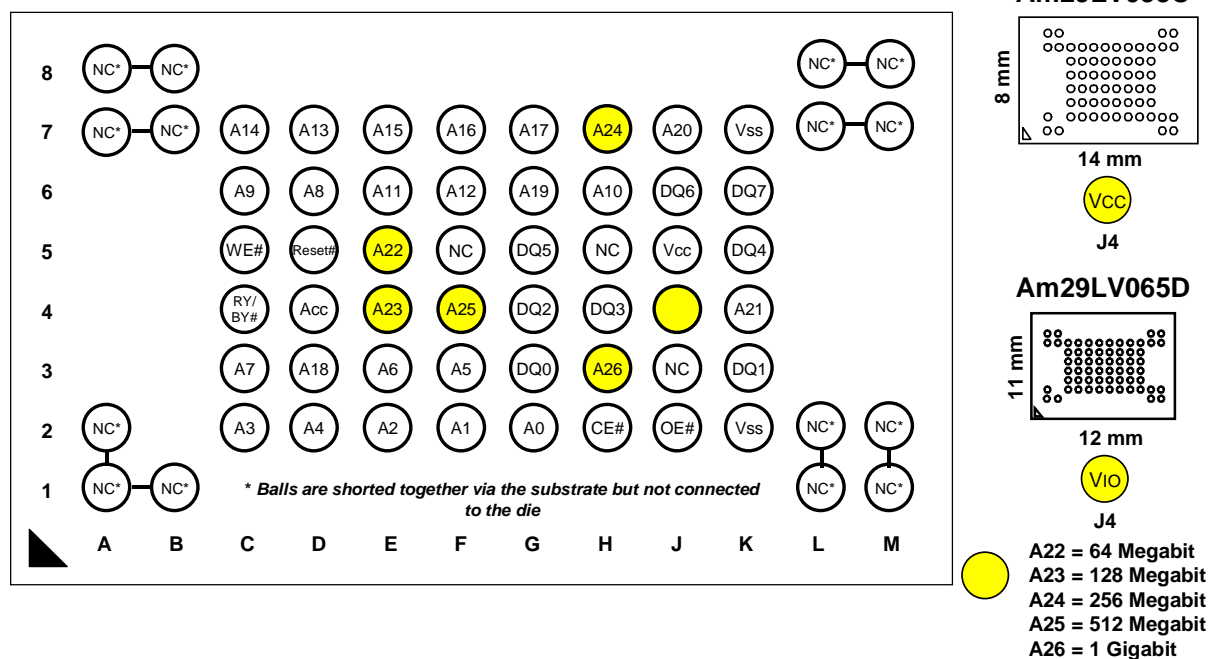 8 NC* NC* NC* NC*
7 NC* NC* A14 A13 A15 A16 A17 A24 A20 Vss NC* NC*
6 A9 A8 A11 A12 A19 A10 DQ6 DQ7
5 WE# Reset# A22 NC DQ5 NC Vcc DQ4
4 RY/ BY# Acc A23 A25 DQ2 DQ3 A21
3 A7 A18 A6 A5 DQ0 A26 NC DQ1
2 NC* A3 A4 A2 A1 A0 CE# OE# Vss NC* NC*
1 NC* NC* * Balls are shorted together via the substrate but not connected NC* NC*
to the die
A B C D E F G H J K L M
8 mm
14 mm
VCC
J4
Am29LV065D
11 mm
12 mm
VIO
J4
A22 = 64 Megabit
A23 = 128 Megabit
A24 = 256 Megabit
A25 = 512 Megabit
A26 = 1 Gigabit